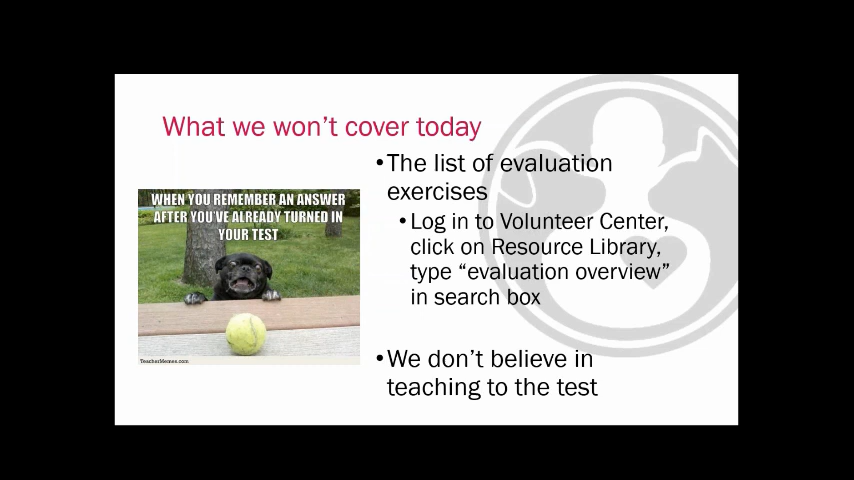 What we won't cover today
WHEN YOU REMEMBER AN ANSWER
AFTER YOU'VE ALREADY TURNED IN
YOUR TEST
TeacherMemes.com
•The list of evaluation
exercises
•Log in to Volunteer Center,
click on Resource Library,
type “evaluation overview”
in search box
•We don't believe in
teaching to the test